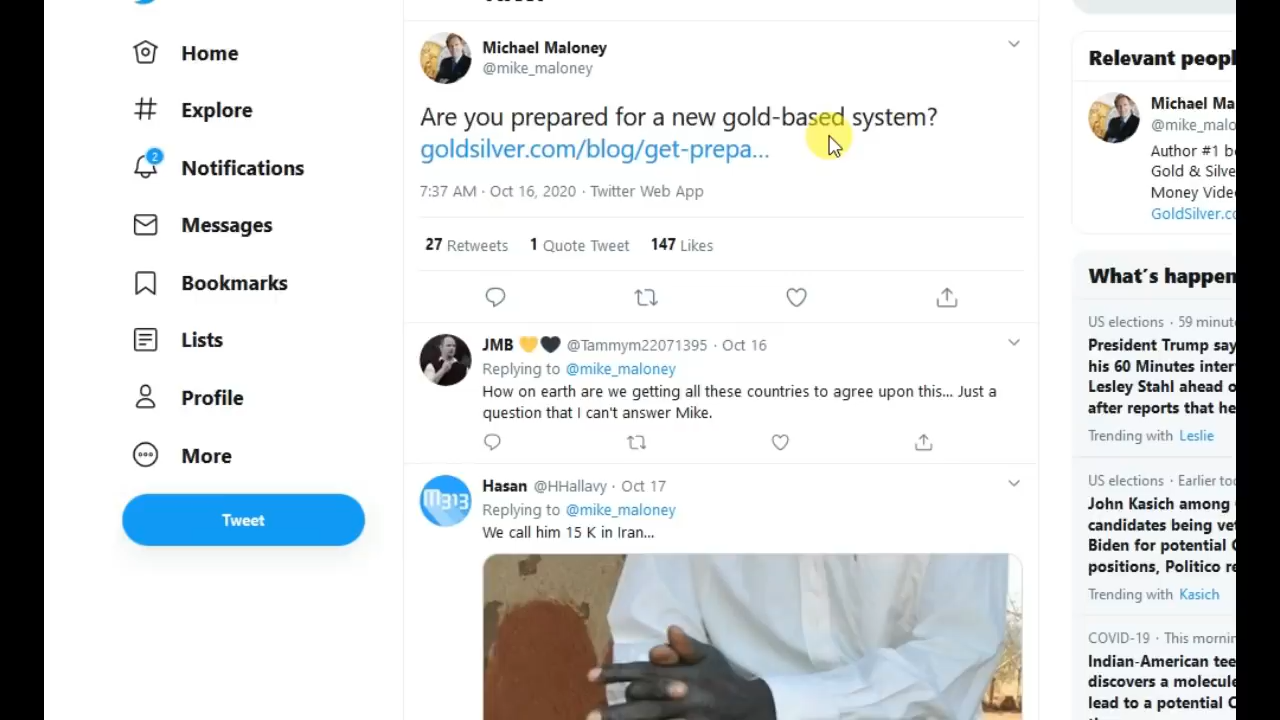 Home
Explore
2
Notifications
Messages
Bookmarks
Lists
Profile
More
Tweet
Michael Maloney
@mike_maloney
Are you prepared for a new gold-based system?
goldsilver.com/blog/get-prepa...
7:37 AM · Oct 16, 2020 · Twitter Web App
27 Retweets 1 Quote Tweet 147 Likes
JMB 💛🖤 @Tammym22071395 · Oct 16
Replying to @mike_maloney
How on earth are we getting all these countries to agree upon this... Just a
question that I can't answer Mike.
Hasan @HHallavy · Oct 17
Replying to @mike_maloney
We call him 15 K in Iran...
M313
Relevant peopl
Michael Ma
@mike_malo
Author #1 b
Gold & Silve
Money Vide
GoldSilver.c
What's happen
US elections · 59 minut
President Trump say
his 60 Minutes inter
Lesley Stahl ahead o
after reports that he
Trending with Leslie
US elections · Earlier to
John Kasich among
candidates being ve
Biden for potential
positions, Politico re
Trending with Kasich
COVID-19 · This mornin
Indian-American tee
discovers a molecule
lead to a potential C